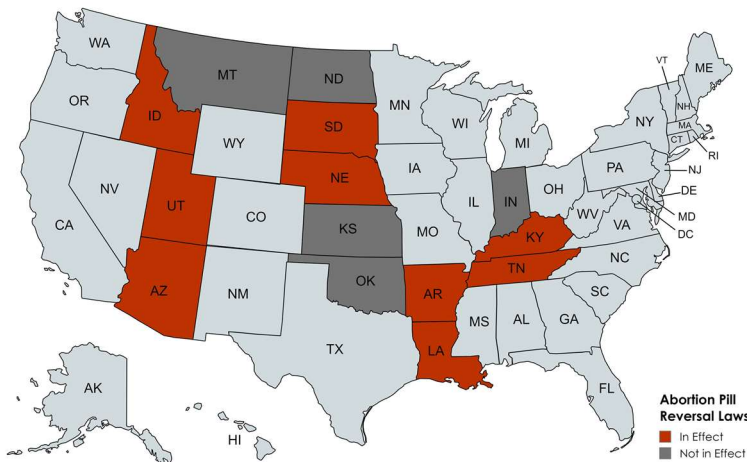 WA
OR
CA
NV
ID
MT
WY
UT
AZ
CO
NM
ND
SD
NE
KS
OK
TX
MN
IA
MO
AR
LA
WI
IL
MI
IN
OH
KY
TN
MS
AL
GA
FL
SC
NC
VA
WV
PA
NY
VT
NH
ME
MA
CT
RI
NJ
DE
MD
DC
AK
HI
Abortion Pill
Reversal Laws
In Effect
Not in Effect